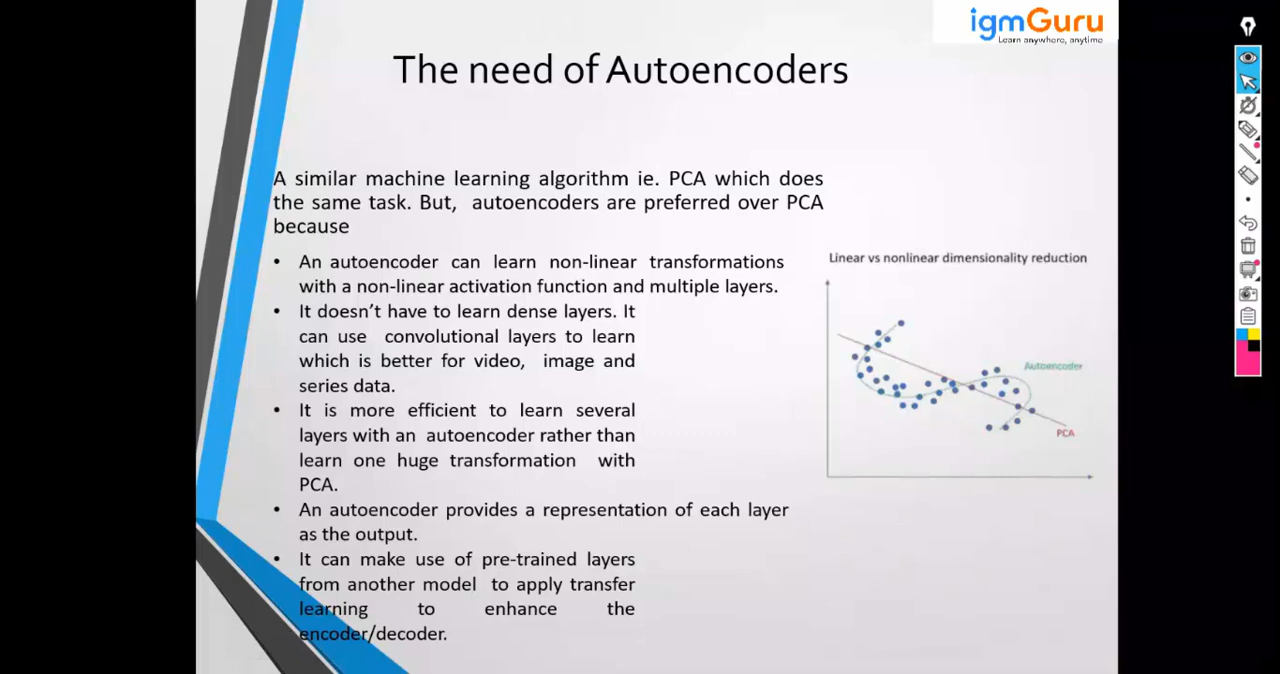 igmGuru
Learn anywhere, anytime
The need of Autoencoders
A similar machine learning algorithm ie. PCA which does
the same task. But, autoencoders are preferred over PCA
because
• An autoencoder can learn non-linear transformations
with a non-linear activation function and multiple layers.
• It doesn't have to learn dense layers. It
can use convolutional layers to learn
which is better for video, image and
series data.
• It is more efficient to learn several
layers with an autoencoder rather than
learn one huge transformation with
PCA.
• An autoencoder provides a representation of each layer
as the output.
• It can make use of pre-trained layers
from another model to apply transfer
learning to enhance the
encoder/decoder.
Linear vs nonlinear dimensionality reduction
Autoencoder
PCA